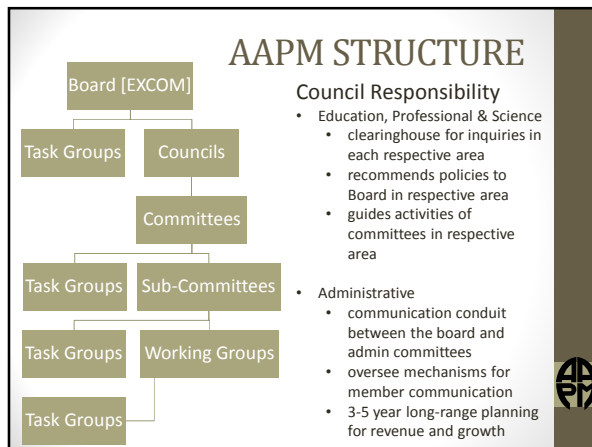 AAPM STRUCTURE
Board [EXCOM]
Task Groups
Councils
Committees
Task Groups
Sub-Committees
Task Groups
Working Groups
Task Groups
Council Responsibility
• Education, Professional & Science
• clearinghouse for inquiries in
each respective area
• recommends policies to
Board in respective area
• guides activities of
committees in respective
area
• Administrative
• communication conduit
between the board and
admin committees
• oversee mechanisms for
member communication
• 3-5 year long-range planning
for revenue and growth
AA
PM